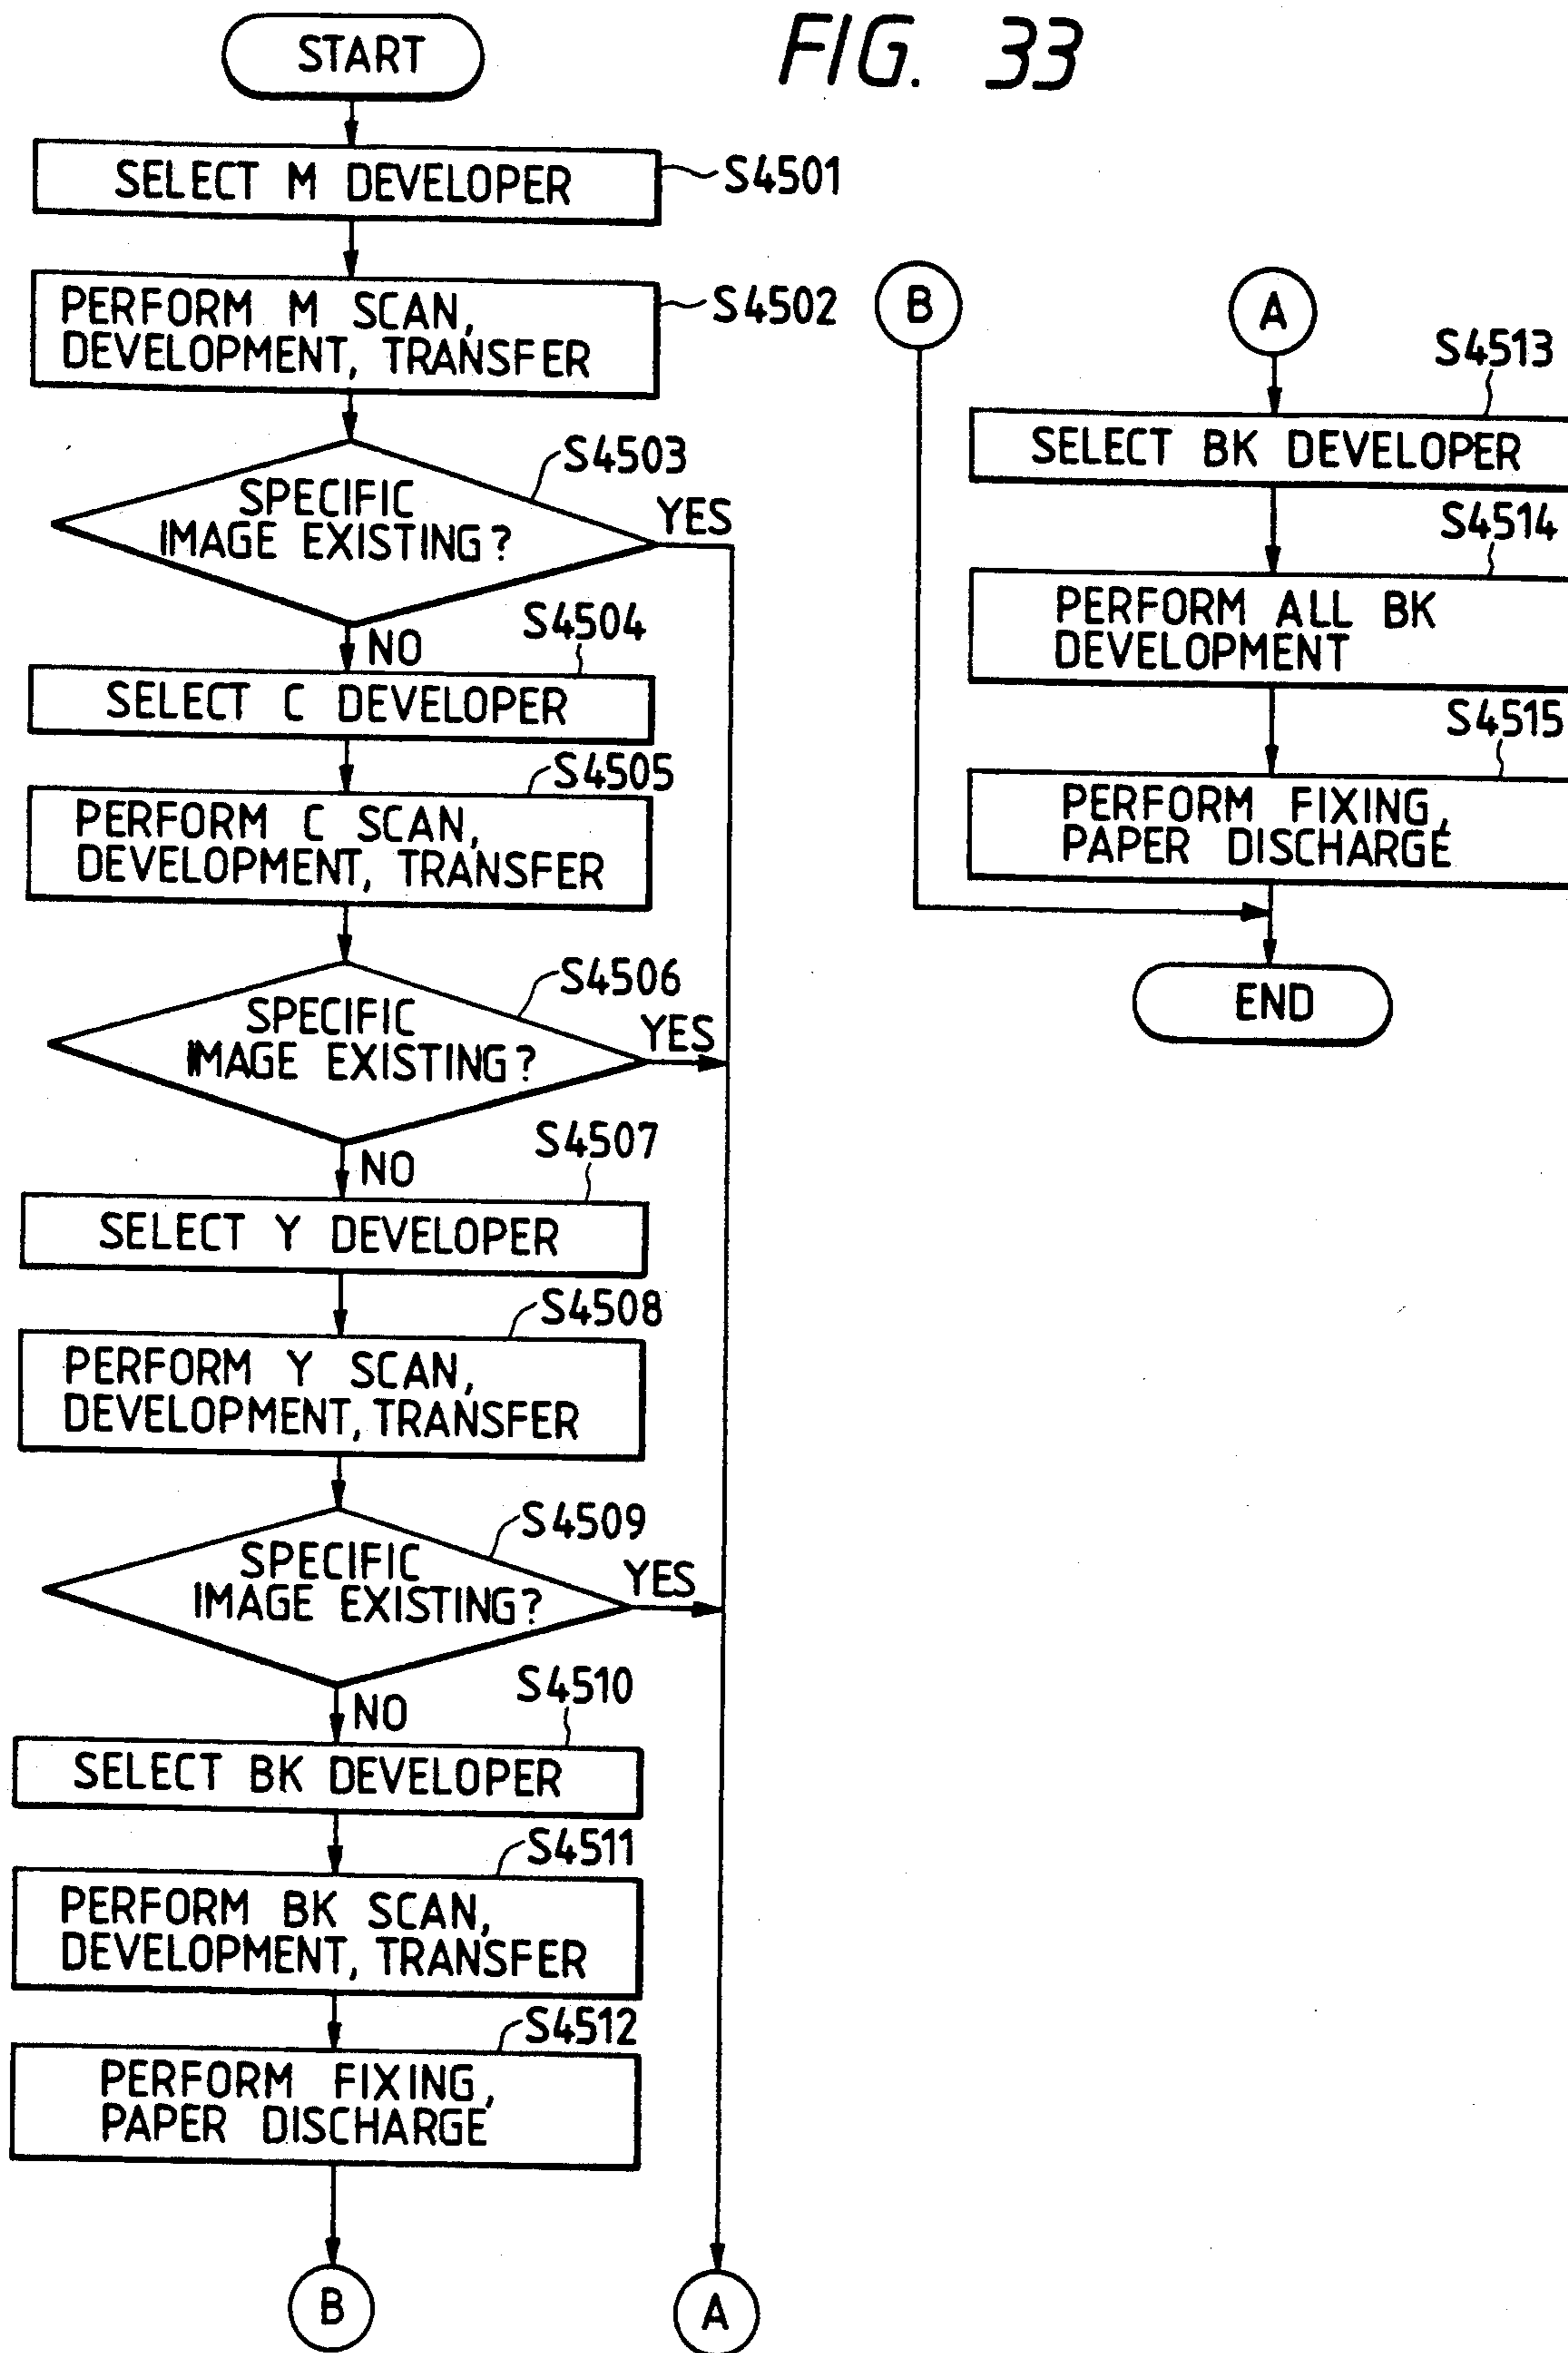 FIG. 33
START
SELECT M DEVELOPER
S4501
PERFORM M SCAN,
DEVELOPMENT, TRANSFER
S4502
S4503
SPECIFIC
IMAGE EXISTING?
YES
NO
S4504
SELECT C DEVELOPER
S4505
PERFORM C SCAN,
DEVELOPMENT, TRANSFER
S4506
SPECIFIC
IMAGE EXISTING?
YES
NO
S4507
SELECT Y DEVELOPER
S4508
PERFORM Y SCAN,
DEVELOPMENT, TRANSFER
S4509
SPECIFIC
IMAGE EXISTING?
YES
NO
S4510
SELECT BK DEVELOPER
S4511
PERFORM BK SCAN,
DEVELOPMENT, TRANSFER
S4512
PERFORM FIXING,
PAPER DISCHARGE
B
A
B
A
S4513
SELECT BK DEVELOPER
S4514
PERFORM ALL BK
DEVELOPMENT
S4515
PERFORM FIXING,
PAPER DISCHARGE
END